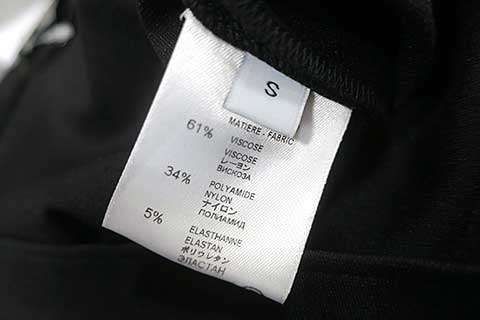 S
MATIERE - FABRIC
61% VISCOSE
VISCOSE
レーヨン
ВИСКОЗА
34% POLYAMIDE
NYLON
ナイロン
ПОЛИАМИД
5% ELASTHANNE
ELASTAN
ポリウレタン
ЭЛАСТАН